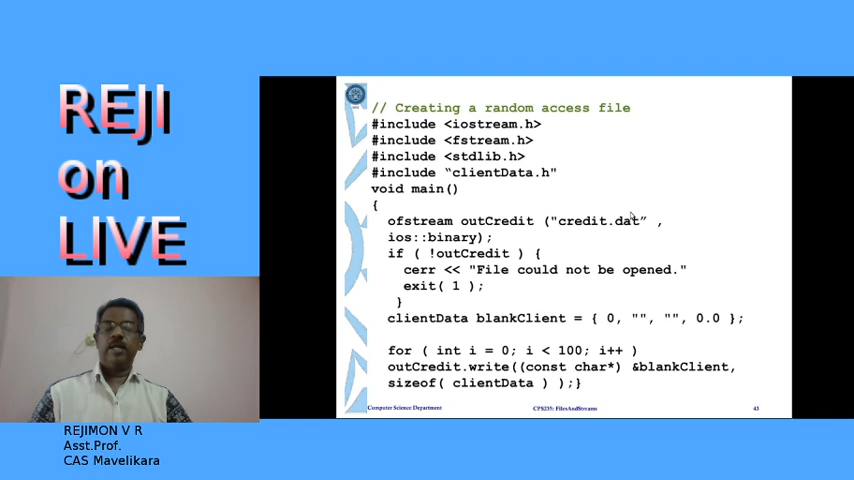 REJI
on
LIVE
REJIMON V R
Asst.Prof.
CAS Mavelikara
// Creating a random access file
#include <iostream.h>
#include <fstream.h>
#include <stdlib.h>
#include “clientData.h"
void main()
{
ofstream outCredit ("credit.dat” ,
ios::binary);
if ( !outCredit ) {
cerr << "File could not be opened."
exit( 1 );
}
clientData blankClient = { 0, "", "", 0.0 };
for ( int i = 0; i < 100; i++ )
outCredit.write((const char*) &blankClient,
sizeof( clientData ) );}
Computer Science Department
CPS235: FilesAndStreams
43